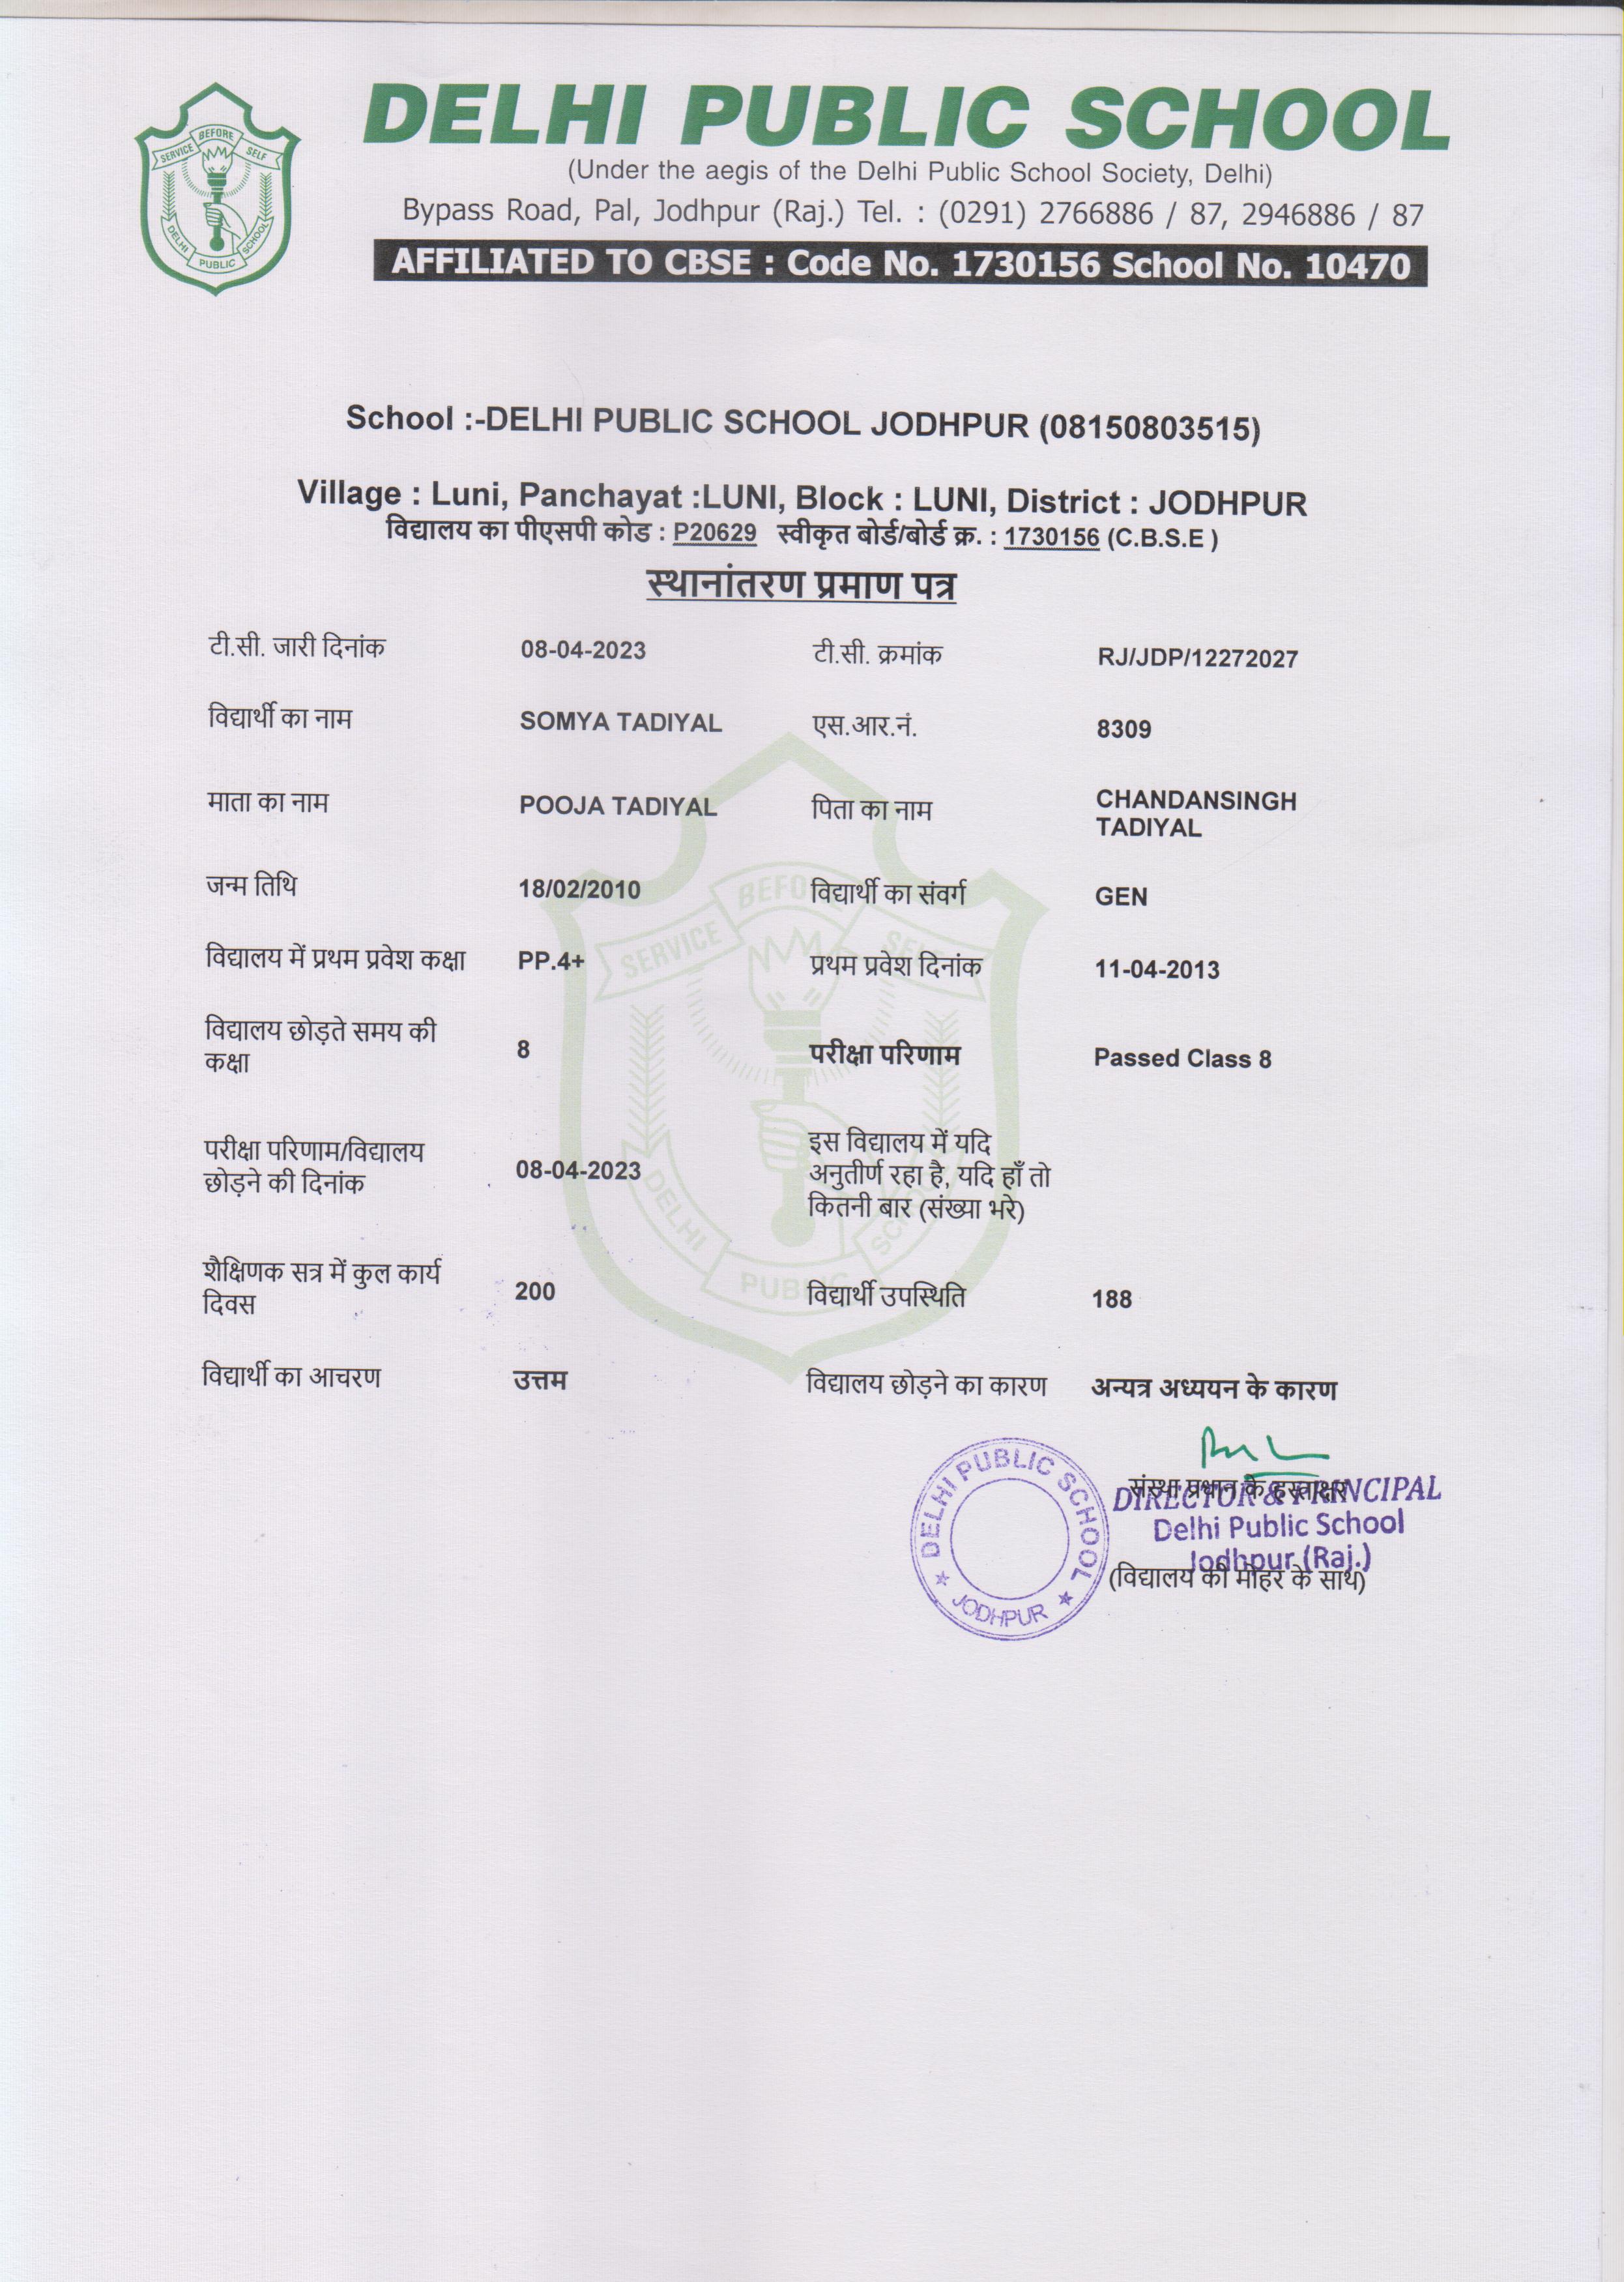 SERVICE BEFORE SELF
DELHI PUBLIC SCHOOL
DELHI PUBLIC SCHOOL
(Under the aegis of the Delhi Public School Society, Delhi)
Bypass Road, Pal, Jodhpur (Raj.) Tel. : (0291) 2766886 / 87, 2946886 / 87
AFFILIATED TO CBSE : Code No. 1730156 School No. 10470
School :-DELHI PUBLIC SCHOOL JODHPUR (08150803515)
Village : Luni, Panchayat :LUNI, Block : LUNI, District : JODHPUR
विद्यालय का पीएसपी कोड : P20629 स्वीकृत बोर्ड/बोर्ड क्र. : 1730156 (C.B.S.E )
स्थानांतरण प्रमाण पत्र
टी.सी. जारी दिनांक 08-04-2023 टी.सी. क्रमांक RJ/JDP/12272027
विद्यार्थी का नाम SOMYA TADIYAL एस.आर.नं. 8309
माता का नाम POOJA TADIYAL पिता का नाम CHANDANSINGH
TADIYAL
जन्म तिथि 18/02/2010 विद्यार्थी का संवर्ग GEN
विद्यालय में प्रथम प्रवेश कक्षा PP.4+ प्रथम प्रवेश दिनांक 11-04-2013
विद्यालय छोड़ते समय की
कक्षा 8 परीक्षा परिणाम Passed Class 8
परीक्षा परिणाम/विद्यालय
छोड़ने की दिनांक 08-04-2023
इस विद्यालय में यदि
अनुतीर्ण रहा है, यदि हाँ तो
कितनी बार (संख्या भरे)
शैक्षिणक सत्र में कुल कार्य
दिवस 200 विद्यार्थी उपस्थिति 188
विद्यार्थी का आचरण उत्तम विद्यालय छोड़ने का कारण अन्यत्र अध्ययन के कारण
SERVICE BEFORE SELF
DELHI PUBLIC SCHOOL
DELHI PUBLIC SCHOOL
JODHPUR
संस्था प्रधान के हस्ताक्षर
DIRECTOR & PRINCIPAL
Delhi Public School
Jodhpur (Raj.)
(विद्यालय की मोहर के साथ)